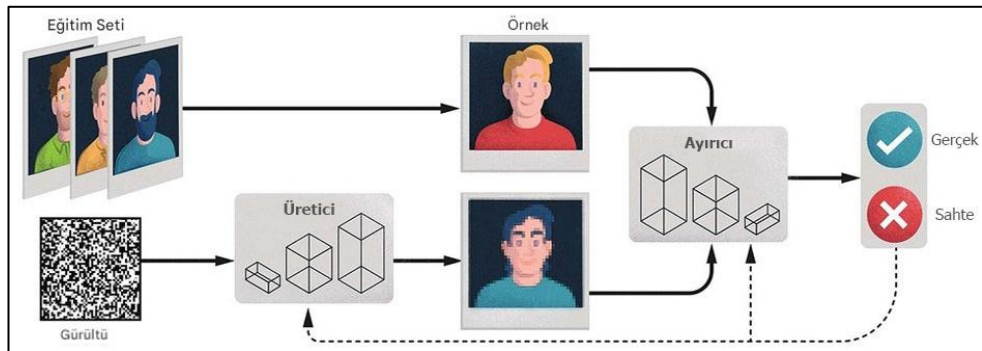 Eğitim Seti
Örnek
Ayırıcı
Gerçek
Sahte
Üretici
Gürültü